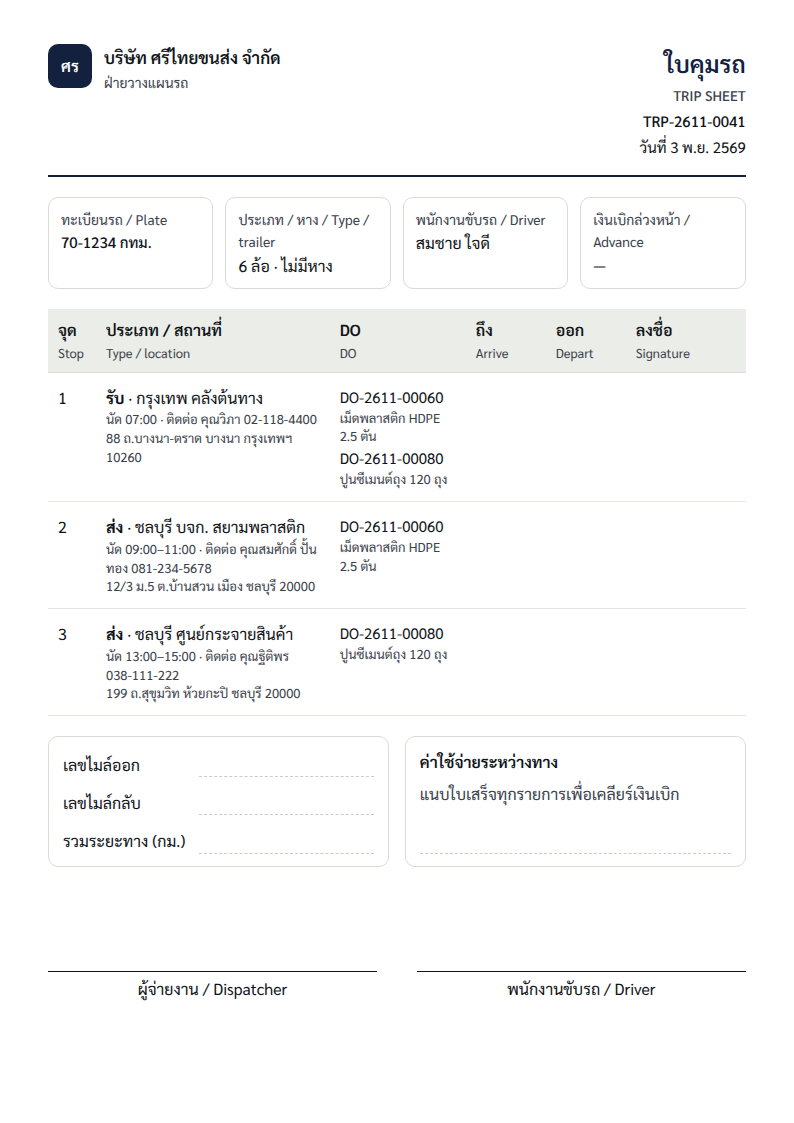 ศร
บริษัท ศรีไทยขนส่ง จำกัด
ฝ่ายวางแผนรถ
ใบคุมรถ
TRIP SHEET
TRP-2611-0041
วันที่ 3 พ.ย. 2569
ทะเบียนรถ / Plate
70-1234 กทม.
ประเภท / หาง / Type /
trailer
6 ล้อ · ไม่มีหาง
พนักงานขับรถ / Driver
สมชาย ใจดี
เงินเบิกล่วงหน้า /
Advance
—
จุด ประเภท / สถานที่ DO ถึง ออก ลงชื่อ
Stop Type / location DO Arrive Depart Signature
1 รับ · กรุงเทพ คลังต้นทาง DO-2611-00060
นัด 07:00 · ติดต่อ คุณวิภา 02-118-4400 เม็ดพลาสติก HDPE
88 ถ.บางนา-ตราด บางนา กรุงเทพฯ 2.5 ตัน
10260 DO-2611-00080
ปูนซีเมนต์ถุง 120 ถุง
2 ส่ง · ชลบุรี บจก. สยามพลาสติก DO-2611-00060
นัด 09:00–11:00 · ติดต่อ คุณสมศักดิ์ ปั้น เม็ดพลาสติก HDPE
ทอง 081-234-5678 2.5 ตัน
12/3 ม.5 ต.บ้านสวน เมือง ชลบุรี 20000
3 ส่ง · ชลบุรี ศูนย์กระจายสินค้า DO-2611-00080
นัด 13:00–15:00 · ติดต่อ คุณฐิติพร ปูนซีเมนต์ถุง 120 ถุง
038-111-222
199 ถ.สุขุมวิท ห้วยกะปิ ชลบุรี 20000
เลขไมล์ออก
เลขไมล์กลับ
รวมระยะทาง (กม.)
ค่าใช้จ่ายระหว่างทาง
แนบใบเสร็จทุกรายการเพื่อเคลียร์เงินเบิก
ผู้จ่ายงาน / Dispatcher
พนักงานขับรถ / Driver